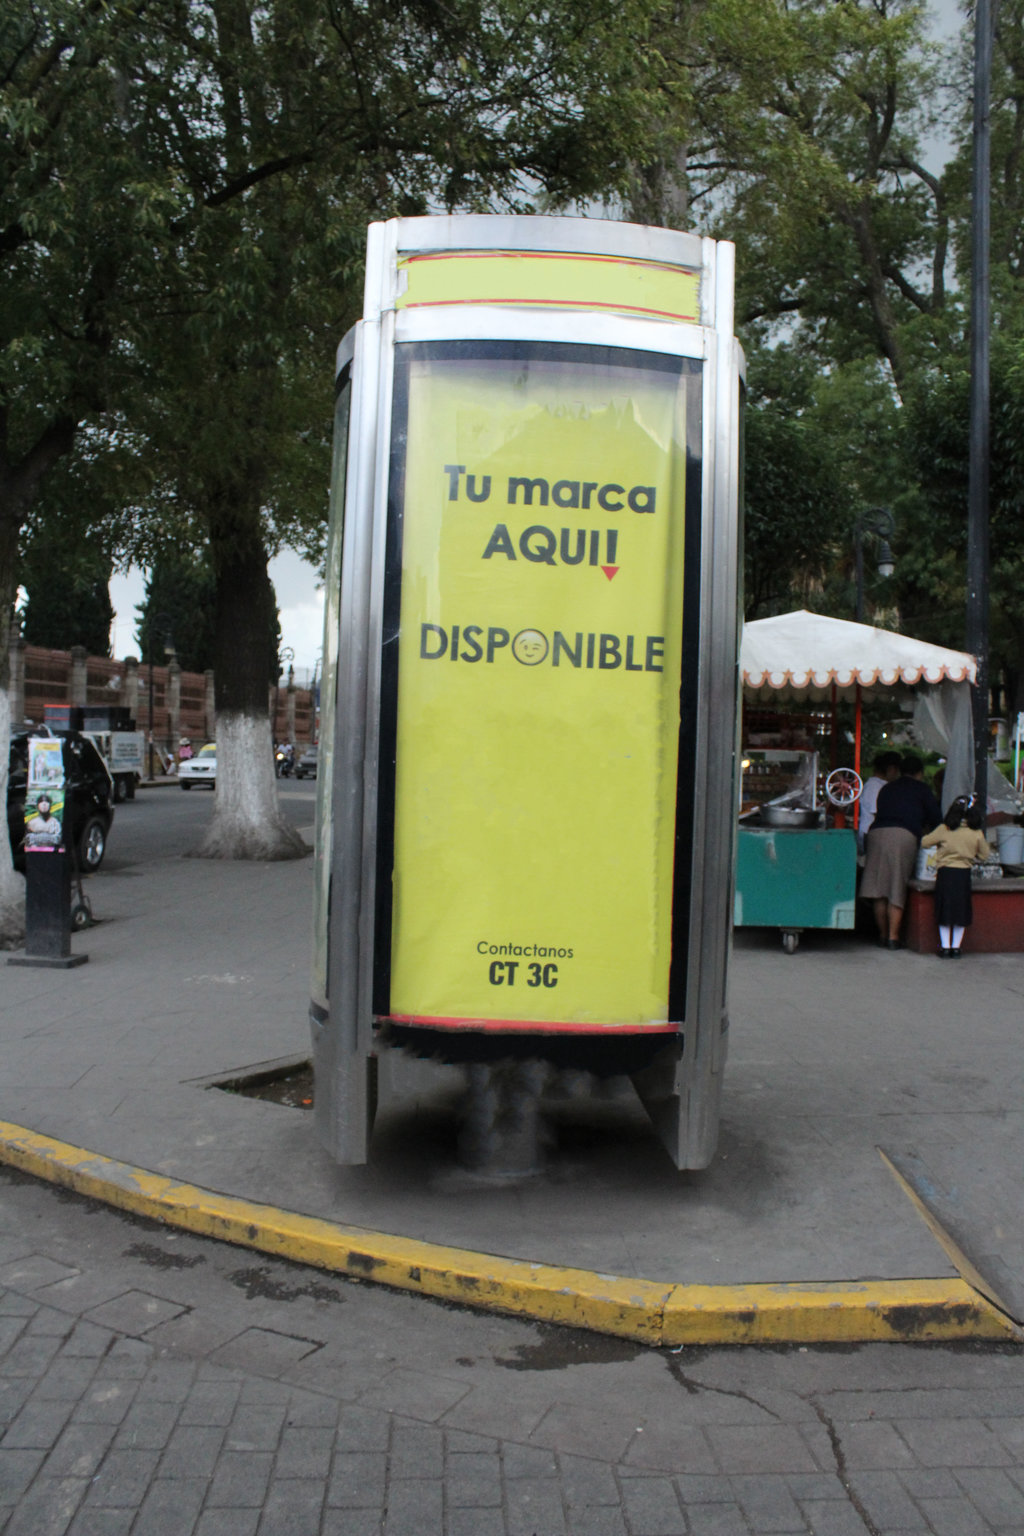 Tu marca
AQUI!
DISPONIBLE
Contactanos
CT 3C